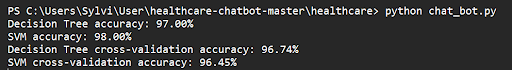 PS C:\Users\Sylvi\User\healthcare-chatbot-master\healthcare> python chat_bot.py
Decision Tree accuracy: 97.00%
SVM accuracy: 98.00%
Decision Tree cross-validation accuracy: 96.74%
SVM cross-validation accuracy: 96.45%